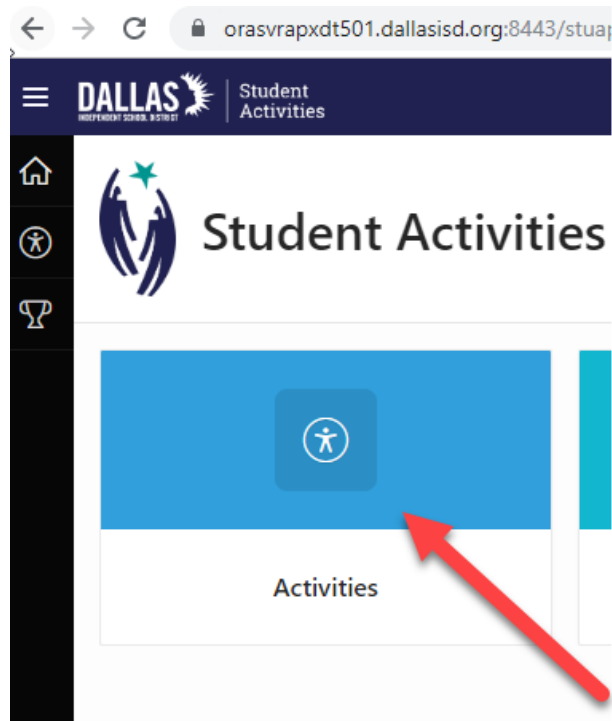 orasvrapxdt501.dallasisd.org:8443/stuap
DALLAS
INDEPENDENT SCHOOL DISTRICT
Student
Activities
Student Activities
Activities